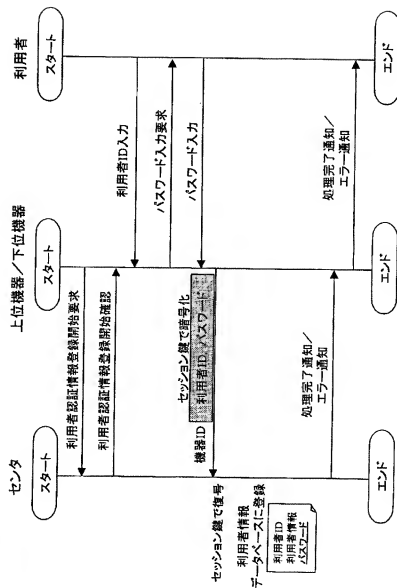 利用者
上位機器／下位機器
センタ
スタート
スタート
スタート
利用者認証情報登録開始要求
利用者認証情報登録開始確認
利用者ID入力
パスワード入力要求
パスワード入力
セッション鍵で暗号化
機器ID
利用者ID パスワード
セッション鍵で復号
利用者情報
データベースに登録
利用者ID
利用者情報
パスワード
処理完了通知／
エラー通知
処理完了通知／
エラー通知
エンド
エンド
エンド